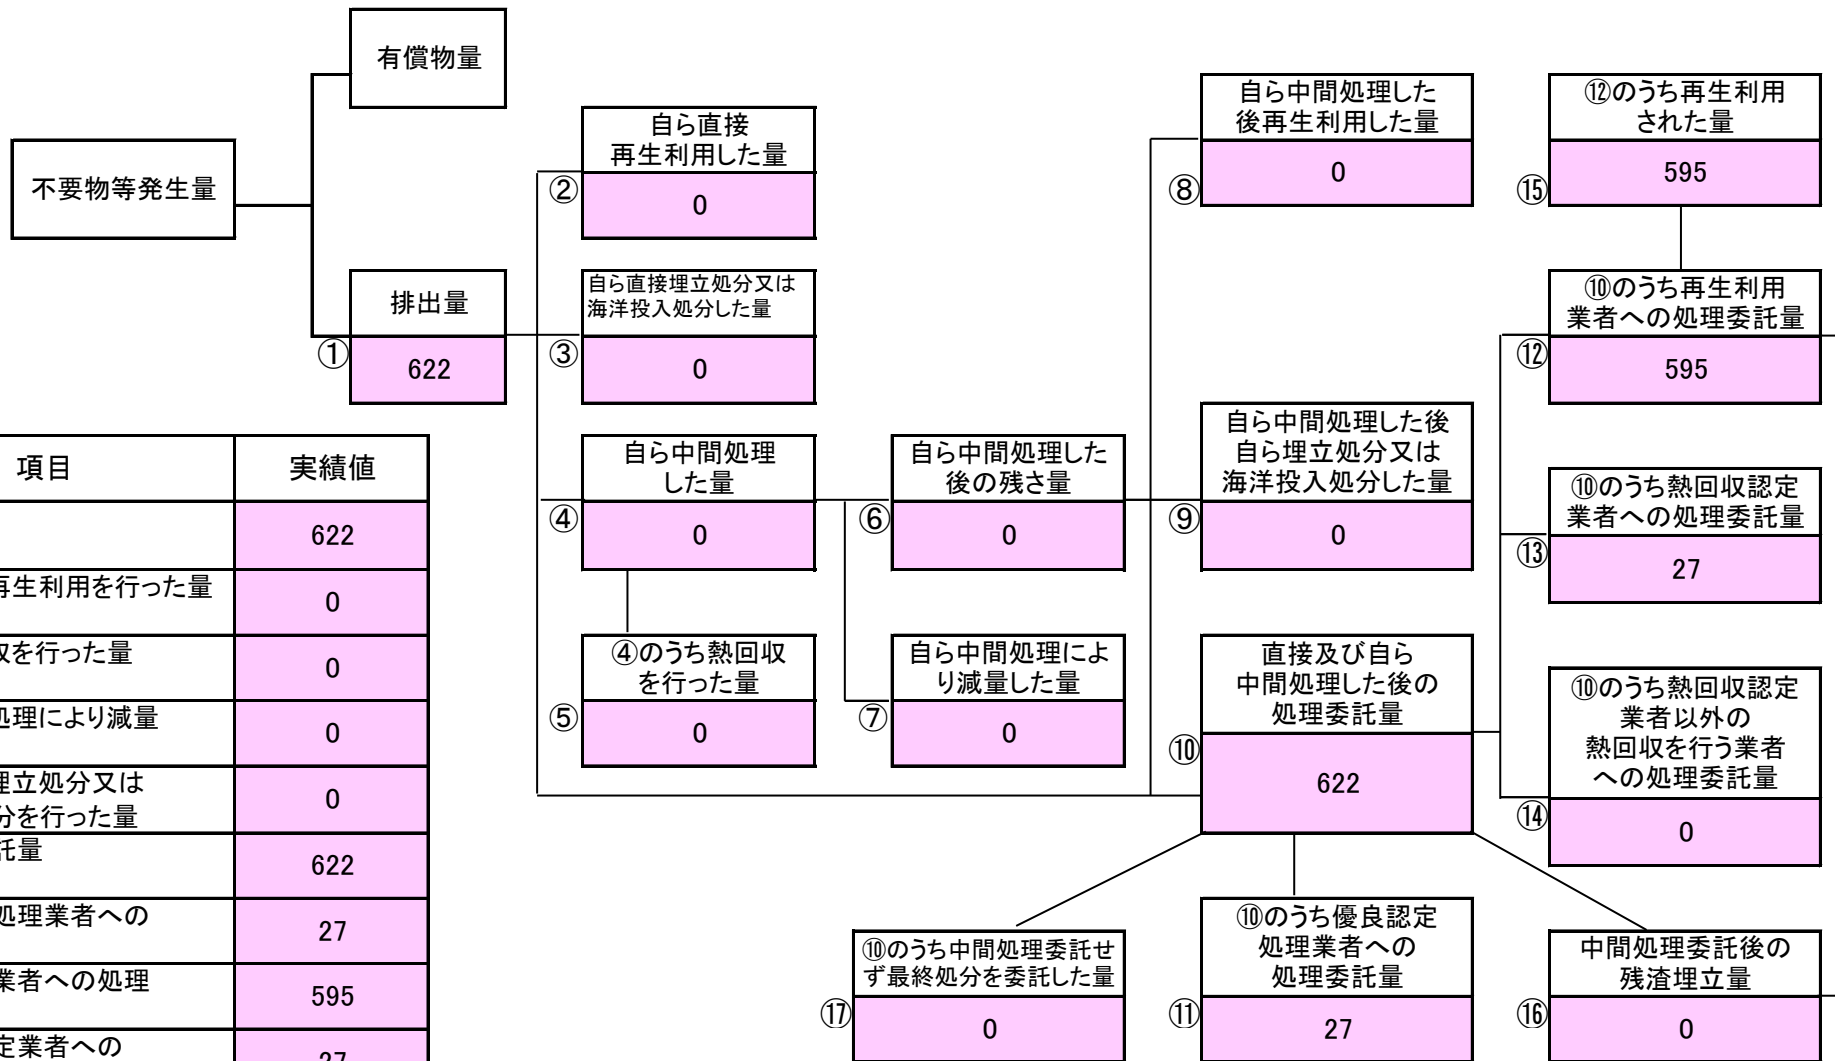 有償物量
不要物等発生量
排出量
①
622
自ら直接
再生利用した量
②
0
自ら直接埋立処分又は
海洋投入処分した量
③
0
自ら中間処理
した量
④
0
④のうち熱回収
を行った量
⑤
0
自ら中間処理した
後の残さ量
⑥
0
自ら中間処理によ
り減量した量
⑦
0
自ら中間処理した
後再生利用した量
⑧
0
自ら中間処理した後
自ら埋立処分又は
海洋投入処分した量
⑨
0
直接及び自ら
中間処理した後の
処理委託量
⑩
622
⑫のうち再生利用
された量
⑮
595
⑩のうち再生利用
業者への処理委託量
⑫
595
⑩のうち熱回収認定
業者への処理委託量
⑬
27
⑩のうち熱回収認定
業者以外の
熱回収を行う業者
への処理委託量
⑭
0
⑩のうち中間処理委託せ
ず最終処分を委託した量
⑰
0
⑩のうち優良認定
処理業者への
処理委託量
⑪
27
中間処理委託後の
残渣埋立量
⑯
0
項目 実績値
622
再生利用を行った量 0
を行った量 0
処理により減量 0
埋立処分又は
を行った量 0
託量 622
処理業者への 27
業者への処理 595
定業者への 27